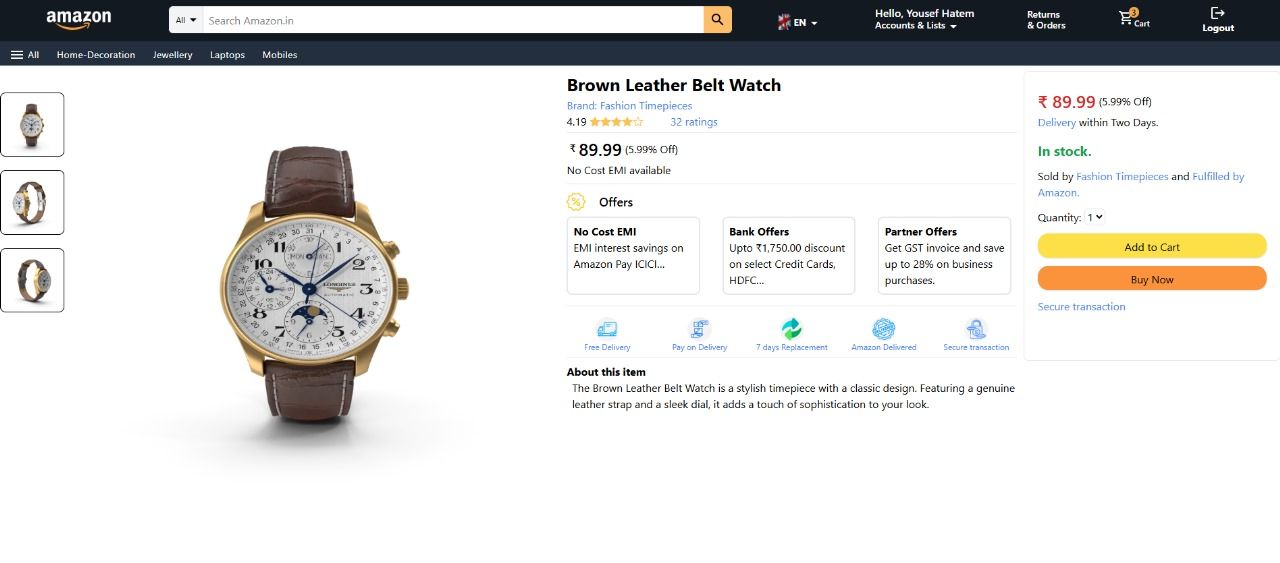 amazon
All
Search Amazon.in
EN
Hello, Yousef Hatem
Accounts & Lists
Returns
& Orders
3
Cart
Logout
All
Home-Decoration
Jewellery
Laptops
Mobiles
LONGINES
AUTOMATIC
Brown Leather Belt Watch
Brand: Fashion Timepieces
4.19
32 ratings
₹ 89.99 (5.99% Off)
No Cost EMI available
% Offers
No Cost EMI
EMI interest savings on
Amazon Pay ICICI...
Bank Offers
Upto ₹1,750.00 discount
on select Credit Cards,
HDFC...
Partner Offers
Get GST invoice and save
up to 28% on business
purchases.
Free Delivery
Pay on Delivery
7 days Replacement
Amazon Delivered
Secure transaction
About this item
The Brown Leather Belt Watch is a stylish timepiece with a classic design. Featuring a genuine
leather strap and a sleek dial, it adds a touch of sophistication to your look.
₹ 89.99 (5.99% Off)
Delivery within Two Days.
In stock.
Sold by Fashion Timepieces and Fulfilled by
Amazon.
Quantity: 1
Add to Cart
Buy Now
Secure transaction